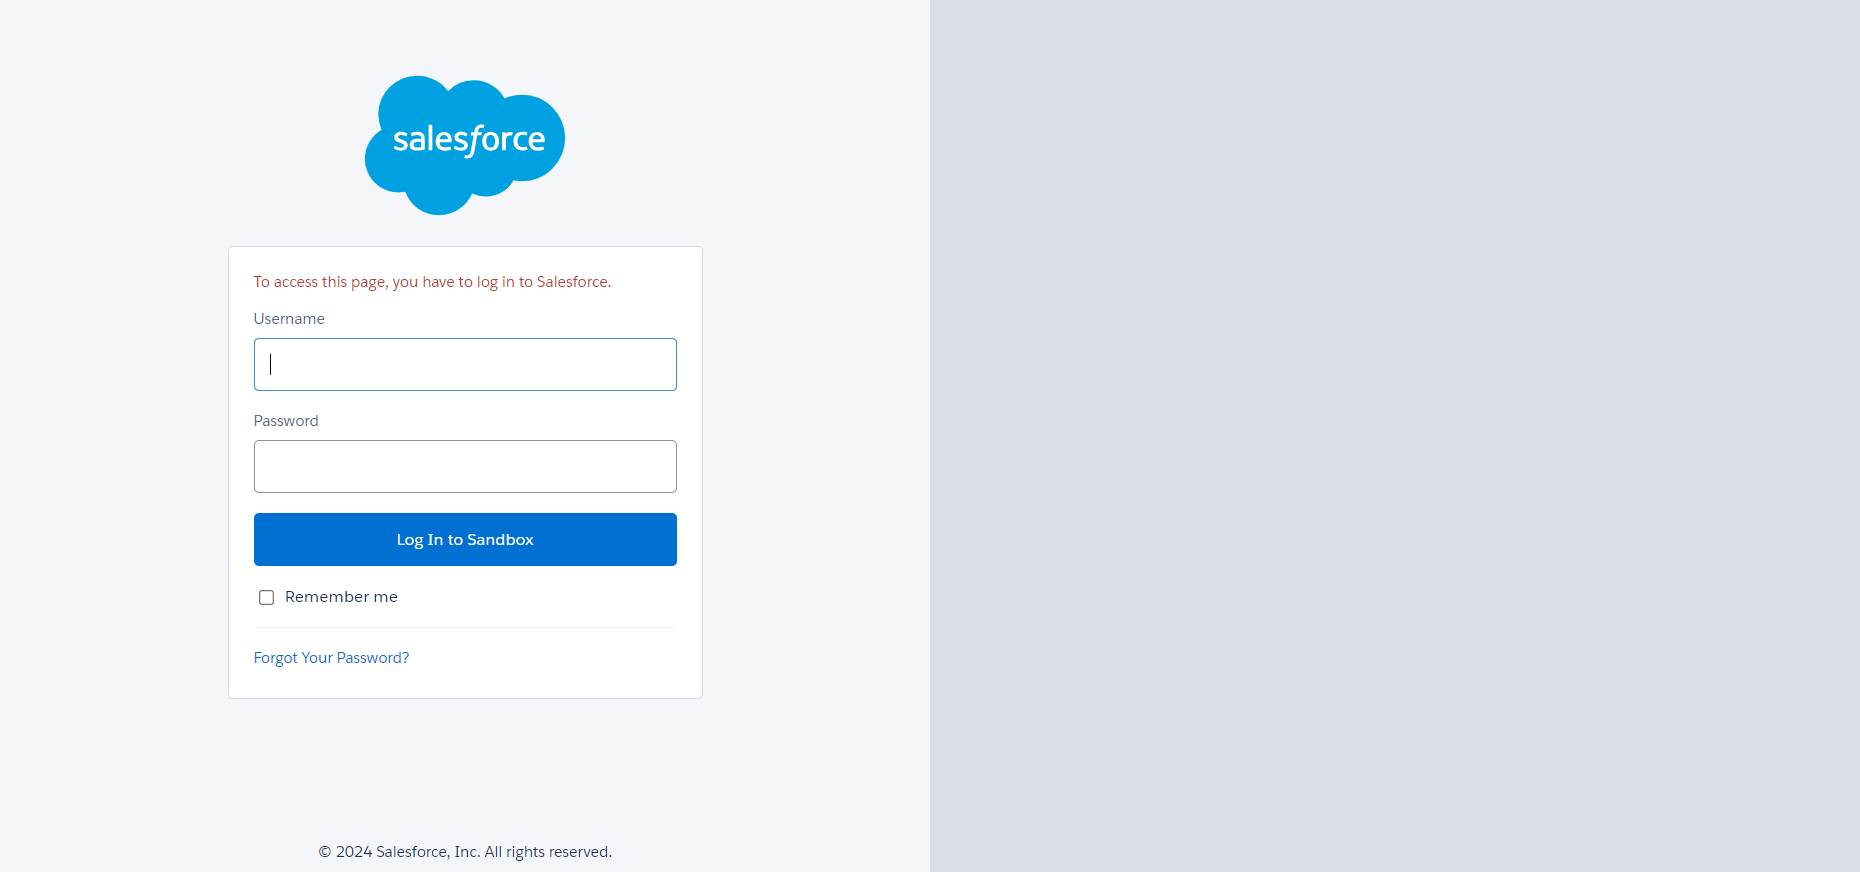 salesforce
To access this page, you have to log in to Salesforce.
Username
Password
Log In to Sandbox
Remember me
Forgot Your Password?
© 2024 Salesforce, Inc. All rights reserved.